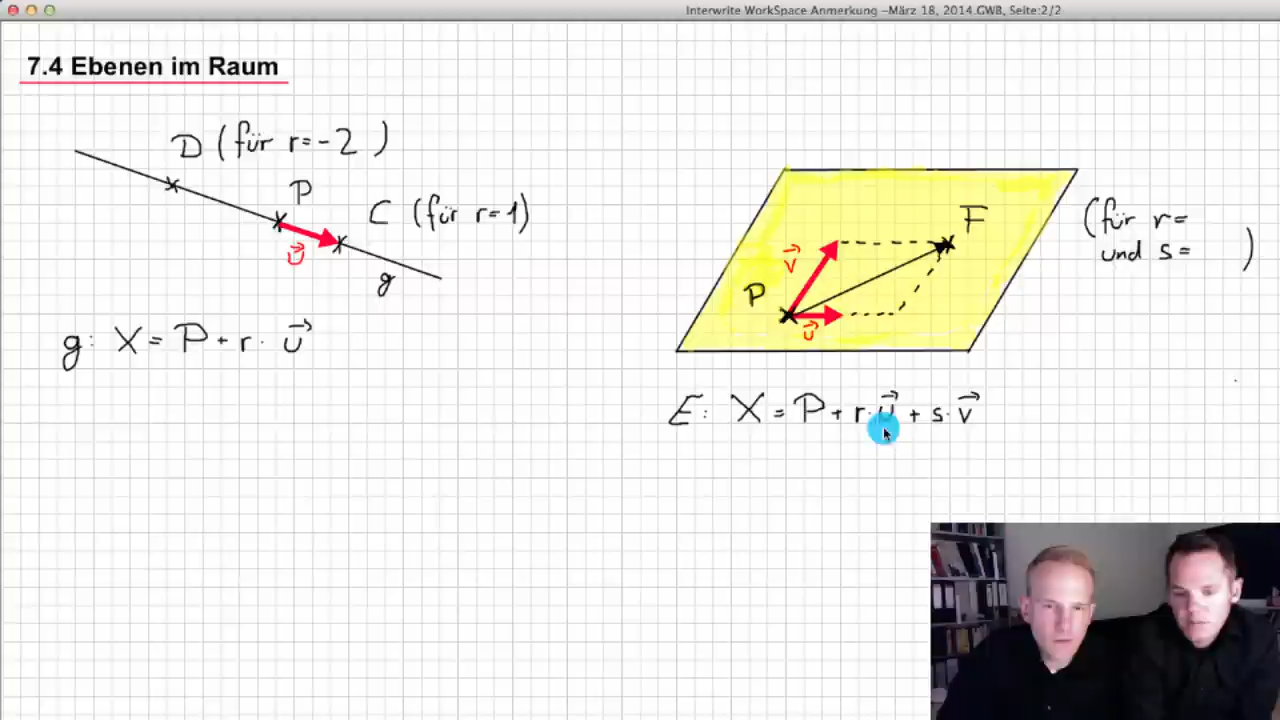 Interwrite WorkSpace Anmerkung –März 18, 2014.GWB, Seite:2/2
7.4 Ebenen im Raum
D (für r=-2 )
P
C (für r=1)
u⃗
g
g: X = P + r · u⃗
(für r=
und s= )
F
v⃗
P
u⃗
E: X = P + r · u⃗ + s · v⃗